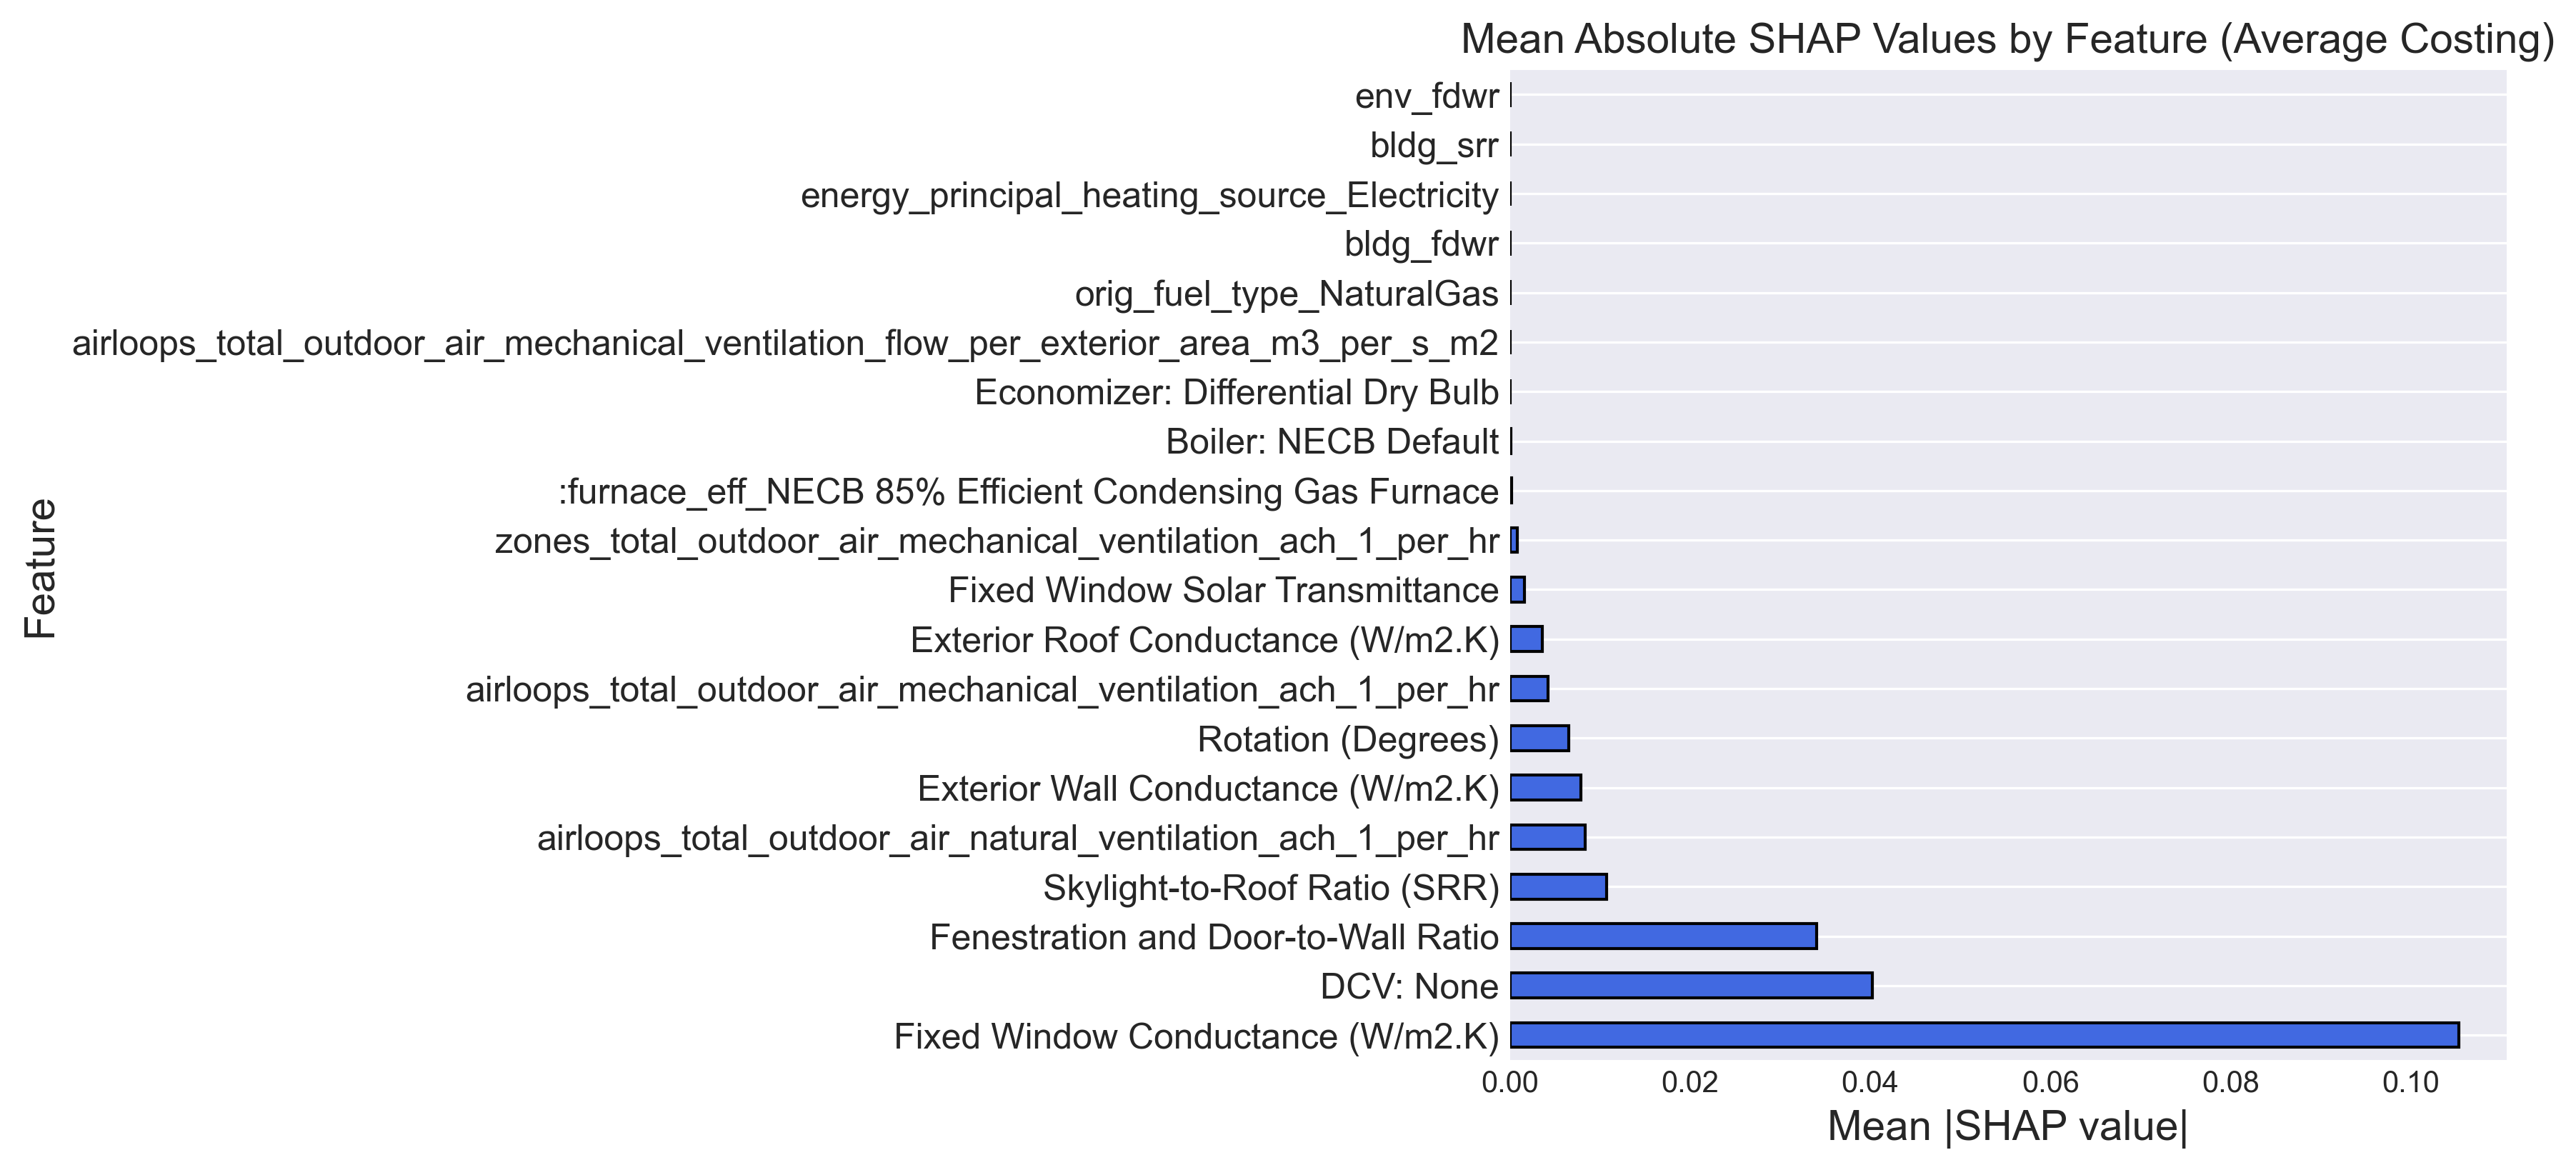 Mean Absolute SHAP Values by Feature (Average Costing)
env_fdwr
bldg_srr
energy_principal_heating_source_Electricity
bldg_fdwr
orig_fuel_type_NaturalGas
airloops_total_outdoor_air_mechanical_ventilation_flow_per_exterior_area_m3_per_s_m2
Economizer: Differential Dry Bulb
Boiler: NECB Default
:furnace_eff_NECB 85% Efficient Condensing Gas Furnace
zones_total_outdoor_air_mechanical_ventilation_ach_1_per_hr
Fixed Window Solar Transmittance
Exterior Roof Conductance (W/m2.K)
airloops_total_outdoor_air_mechanical_ventilation_ach_1_per_hr
Rotation (Degrees)
Exterior Wall Conductance (W/m2.K)
airloops_total_outdoor_air_natural_ventilation_ach_1_per_hr
Skylight-to-Roof Ratio (SRR)
Fenestration and Door-to-Wall Ratio
DCV: None
Fixed Window Conductance (W/m2.K)
Feature
0.00 0.02 0.04 0.06 0.08 0.10
Mean |SHAP value|